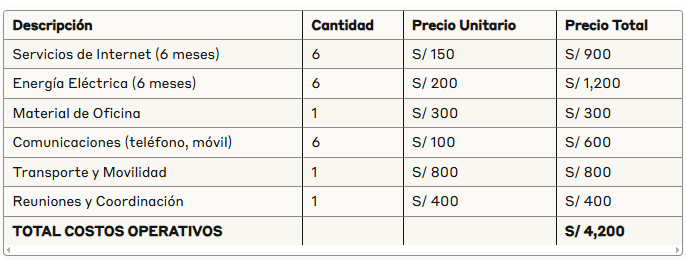 Descripción Cantidad Precio Unitario Precio Total
Servicios de Internet (6 meses) 6 S/ 150 S/ 900
Energía Eléctrica (6 meses) 6 S/ 200 S/ 1,200
Material de Oficina 1 S/ 300 S/ 300
Comunicaciones (teléfono, móvil) 6 S/ 100 S/ 600
Transporte y Movilidad 1 S/ 800 S/ 800
Reuniones y Coordinación 1 S/ 400 S/ 400
TOTAL COSTOS OPERATIVOS S/ 4,200